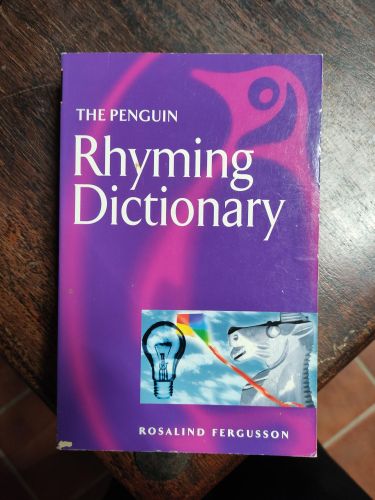 THE PENGUIN
Rhyming
Dictionary
ROSALIND FERGUSSON